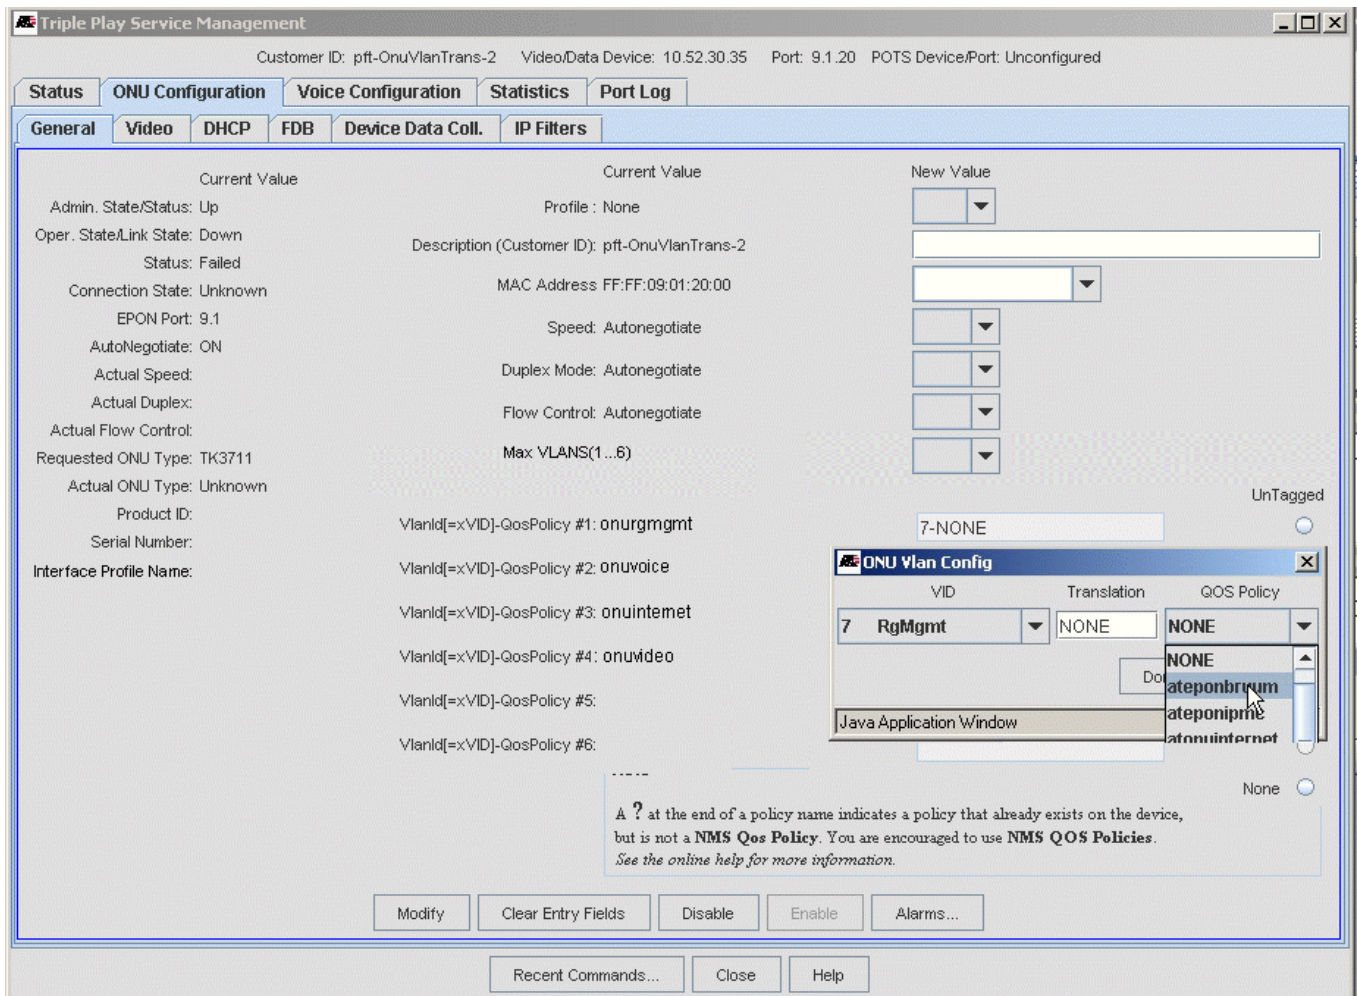 Triple Play Service Management
Customer ID: pft-OnuVlanTrans-2 Video/Data Device: 10.52.30.35 Port: 9.1.20 POTS Device/Port: Unconfigured
Status ONU Configuration Voice Configuration Statistics Port Log
General Video DHCP FDB Device Data Coll. IP Filters
Current Value
Admin. State/Status: Up
Oper. State/Link State: Down
Status: Failed
Connection State: Unknown
EPON Port: 9.1
AutoNegotiate: ON
Actual Speed:
Actual Duplex:
Actual Flow Control:
Requested ONU Type: TK3711
Actual ONU Type: Unknown
Product ID:
Serial Number:
Interface Profile Name:
Current Value New Value
Profile : None
Description (Customer ID): pft-OnuVlanTrans-2
MAC Address FF:FF:09:01:20:00
Speed: Autonegotiate
Duplex Mode: Autonegotiate
Flow Control: Autonegotiate
Max VLANS(1...6)
UnTagged
VlanId[=xVID]-QosPolicy #1: onurgmgmt 7-NONE
VlanId[=xVID]-QosPolicy #2: onuvoice
VlanId[=xVID]-QosPolicy #3: onuinternet
VlanId[=xVID]-QosPolicy #4: onuvideo
VlanId[=xVID]-QosPolicy #5:
VlanId[=xVID]-QosPolicy #6:
ONU Vlan Config
VID Translation QOS Policy
7 RgMgmt NONE NONE
NONE
ateponbruum
ateponipmc
atonuinternet
Java Application Window
None
A ? at the end of a policy name indicates a policy that already exists on the device,
but is not a NMS Qos Policy. You are encouraged to use NMS QOS Policies.
See the online help for more information.
Modify Clear Entry Fields Disable Enable Alarms...
Recent Commands... Close Help